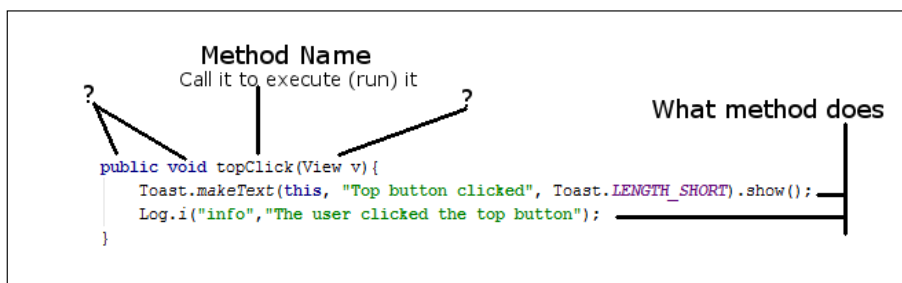 Method Name
Call it to execute (run) it
?
?
What method does
public void topClick(View v){
Toast.makeText(this, "Top button clicked", Toast.LENGTH_SHORT).show();
Log.i("info","The user clicked the top button");
}